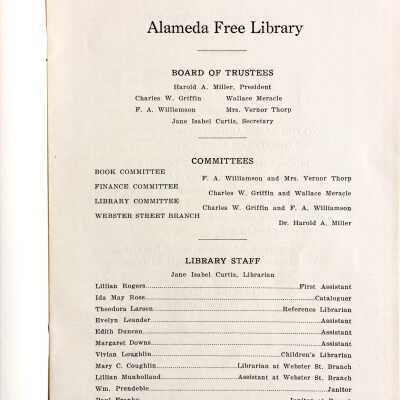 Alameda Free Library
BOARD OF TRUSTEES
Harold A. Miller, President
Charles W. Griffin Wallace Meracle
F. A. Williamson Mrs. Vernor Thorp
Jane Isabel Curtis, Secretary
COMMITTEES
BOOK COMMITTEE
F. A. Williamson and Mrs. Vernor Thorp
FINANCE COMMITTEE
Charles W. Griffin and Wallace Meracle
LIBRARY COMMITTEE
Charles W. Griffin and F. A. Williamson
WEBSTER STREET BRANCH
Dr. Harold A. Miller
LIBRARY STAFF
Jane Isabel Curtis, Librarian
Lillian Rogers First Assistant
Ida May Rose Cataloguer
Theodora Larsen Reference Librarian
Evelyn Leander Assistant
Edith Duncan Assistant
Margaret Downs Assistant
Vivian Loughlin Children's Librarian
Mary C. Coughlin Librarian at Webster St. Branch
Lillian Munholland Assistant at Webster St. Branch
Wm. Prendeble Janitor